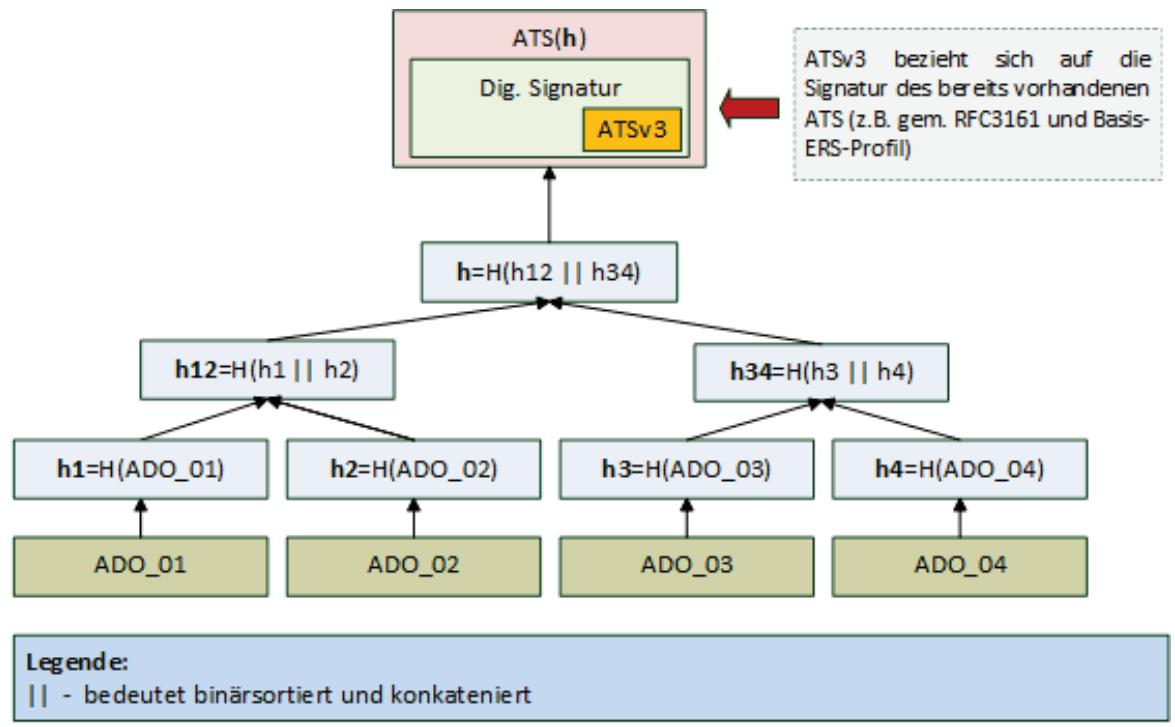 ATS(h)
Dig. Signatur
ATSv3
ATSv3 bezieht sich auf die
Signatur des bereits vorhandenen
ATS (z.B. gem. RFC3161 und Basis-
ERS-Profil)
h=H(h12 || h34)
h12=H(h1 || h2)
h34=H(h3 || h4)
h1=H(ADO_01)
h2=H(ADO_02)
h3=H(ADO_03)
h4=H(ADO_04)
ADO_01
ADO_02
ADO_03
ADO_04
Legende:
|| - bedeutet binärsortiert und konkateniert